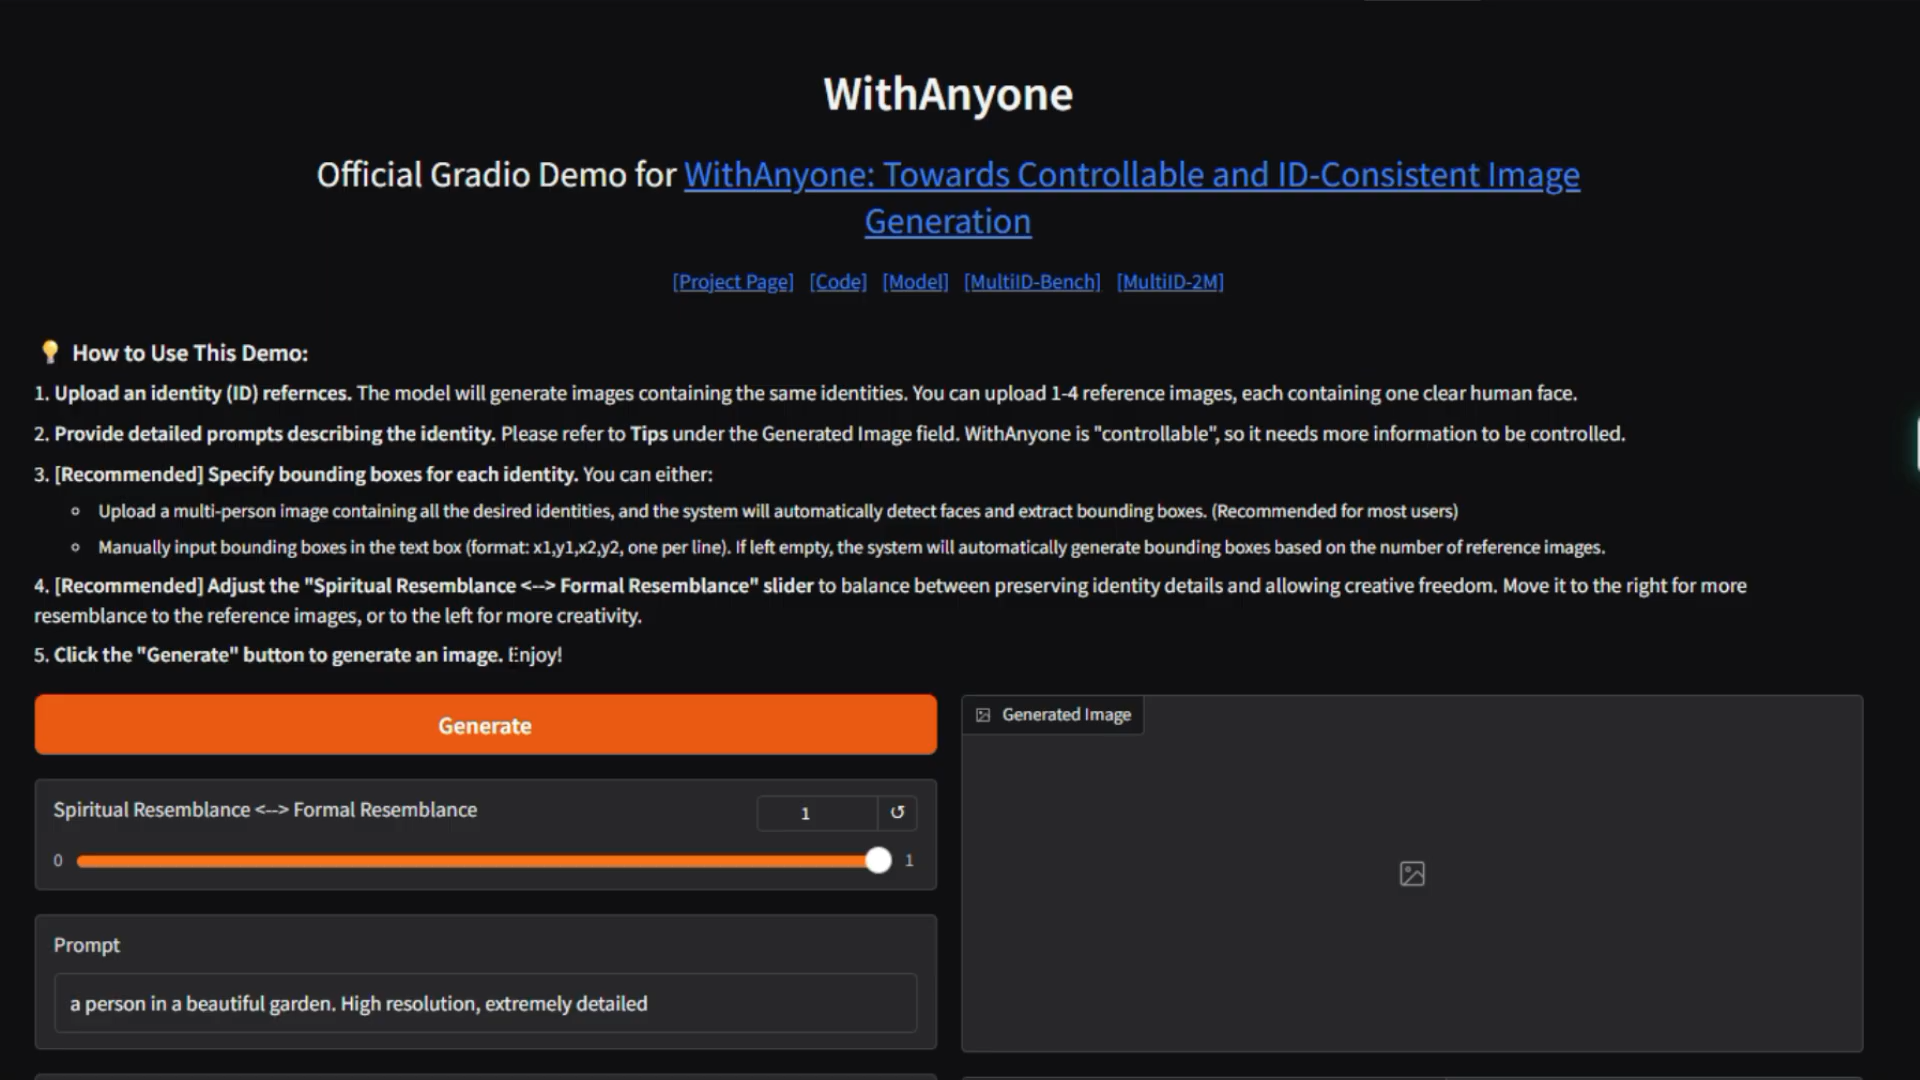 WithAnyone
Official Gradio Demo for WithAnyone: Towards Controllable and ID-Consistent Image
Generation
[Project Page] [Code] [Model] [MultiID-Bench] [MultiID-2M]
💡 How to Use This Demo:
1. Upload an identity (ID) refernces. The model will generate images containing the same identities. You can upload 1-4 reference images, each containing one clear human face.
2. Provide detailed prompts describing the identity. Please refer to Tips under the Generated Image field. WithAnyone is "controllable", so it needs more information to be controlled.
3. [Recommended] Specify bounding boxes for each identity. You can either:
Upload a multi-person image containing all the desired identities, and the system will automatically detect faces and extract bounding boxes. (Recommended for most users)
Manually input bounding boxes in the text box (format: x1,y1,x2,y2, one per line). If left empty, the system will automatically generate bounding boxes based on the number of reference images.
4. [Recommended] Adjust the "Spiritual Resemblance <--> Formal Resemblance" slider to balance between preserving identity details and allowing creative freedom. Move it to the right for more
resemblance to the reference images, or to the left for more creativity.
5. Click the "Generate" button to generate an image. Enjoy!
Generate
Spiritual Resemblance <--> Formal Resemblance
1
0
1
Prompt
a person in a beautiful garden. High resolution, extremely detailed
Generated Image